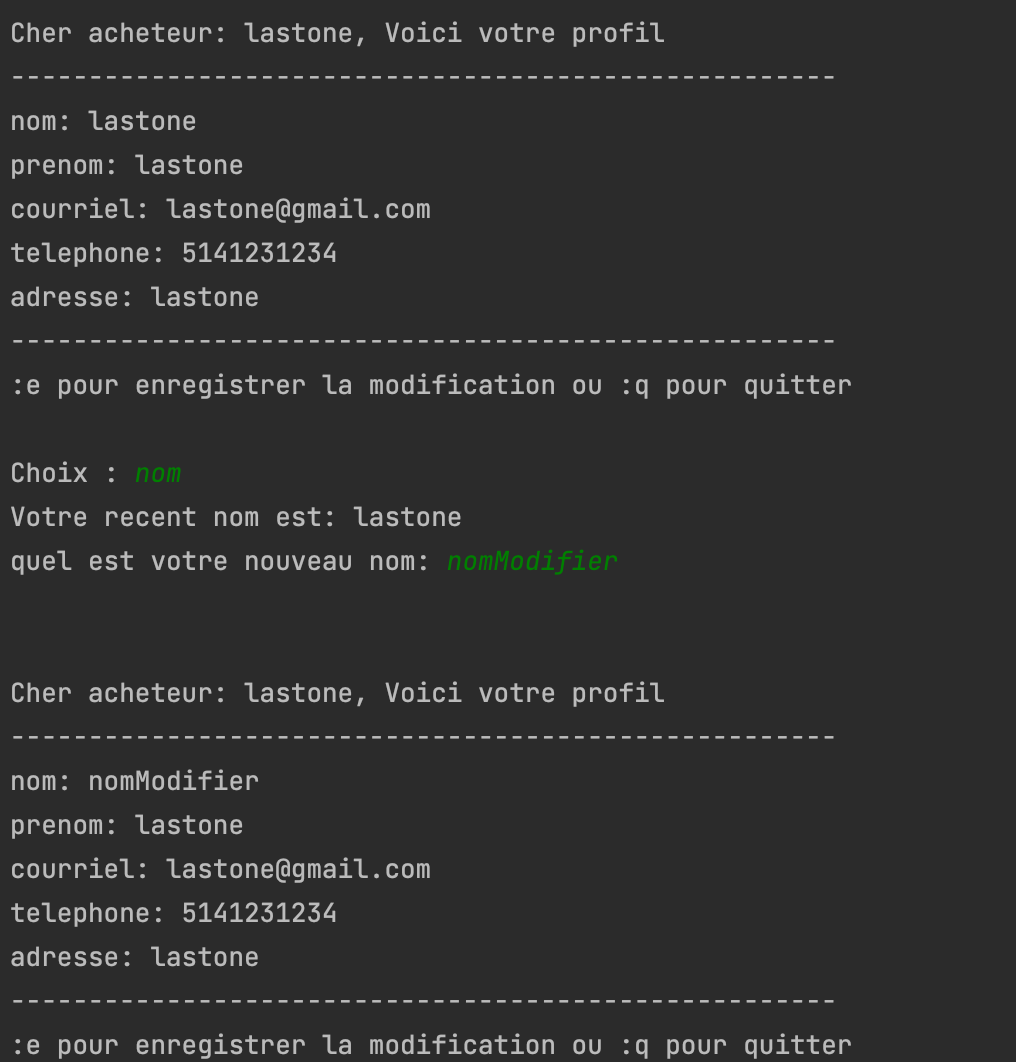 Cher acheteur: lastone, Voici votre profil
-----------------------------------------------------
nom: lastone
prenom: lastone
courriel: lastone@gmail.com
telephone: 5141231234
adresse: lastone
-----------------------------------------------------
:e pour enregistrer la modification ou :q pour quitter
Choix : nom
Votre recent nom est: lastone
quel est votre nouveau nom: nomModifier
Cher acheteur: lastone, Voici votre profil
-----------------------------------------------------
nom: nomModifier
prenom: lastone
courriel: lastone@gmail.com
telephone: 5141231234
adresse: lastone
-----------------------------------------------------
:e pour enregistrer la modification ou :q pour quitter